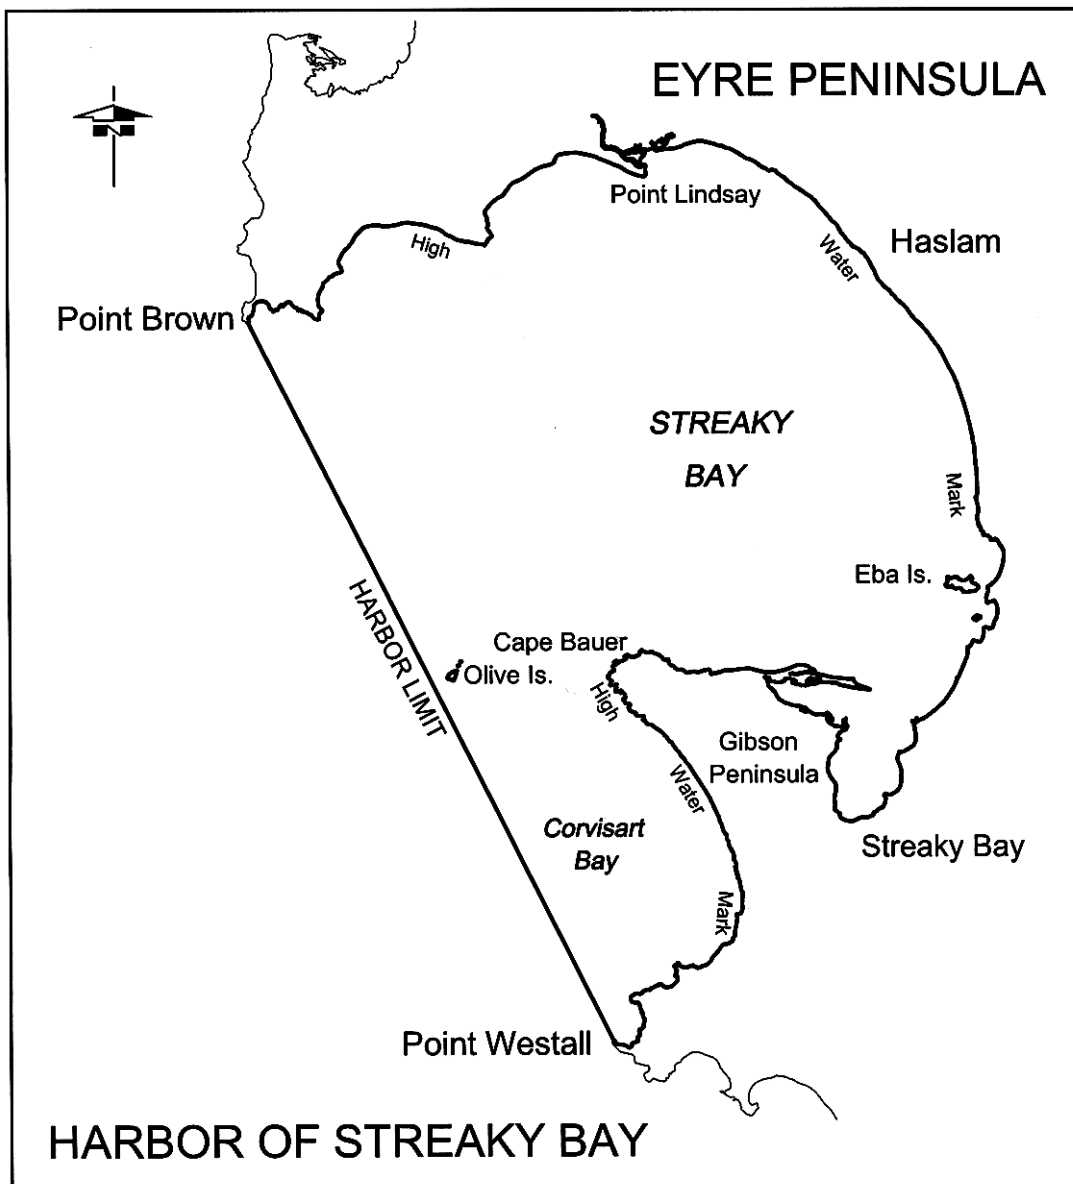 EYRE PENINSULA
N
Point Lindsay
High
Water
Haslam
Point Brown
STREAKY
BAY
Mark
Eba Is.
HARBOR LIMIT
Cape Bauer
Olive Is.
High
Gibson
Peninsula
Water
Corvisart
Bay
Streaky Bay
Mark
Point Westall
HARBOR OF STREAKY BAY